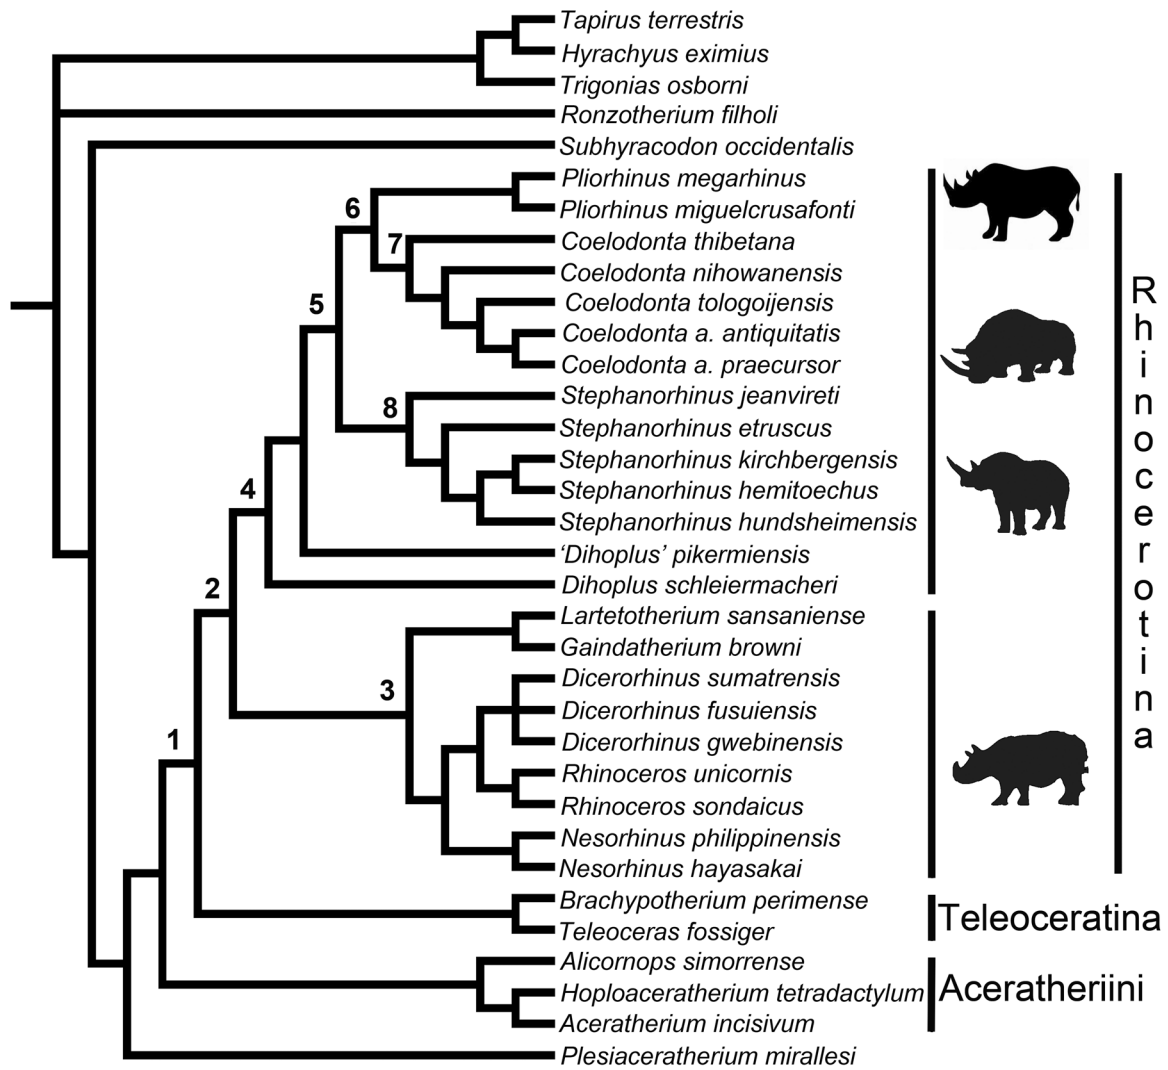 Tapirus terrestris
Hyrachyus eximius
Trigonias osborni
Ronzotherium filholi
Subhyracodon occidentalis
Pliorhinus megarhinus
6
Pliorhinus miguelcrusafonti
7
Coelodonta thibetana
Coelodonta nihowanensis
5
Coelodonta tologoijensis
Coelodonta a. antiquitatis
Coelodonta a. praecursor
Stephanorhinus jeanvireti
8
Stephanorhinus etruscus
Stephanorhinus kirchbergensis
4
Stephanorhinus hemitoechus
Stephanorhinus hundsheimensis
‘Dihoplus’ pikermiensis
2
Dihoplus schleiermacheri
Lartetotherium sansaniense
Gaindatherium browni
3
Dicerorhinus sumatrensis
Dicerorhinus fusuiensis
1
Dicerorhinus gwebinensis
Rhinoceros unicornis
Rhinoceros sondaicus
Nesorhinus philippinensis
Nesorhinus hayasakai
Brachypotherium perimense
Teleoceras fossiger
Alicornops simorrense
Hoploaceratherium tetradactylum
Aceratherium incisivum
Plesiaceratherium mirallesi
Rhinocerotina
Teleoceratina
Aceratheriini